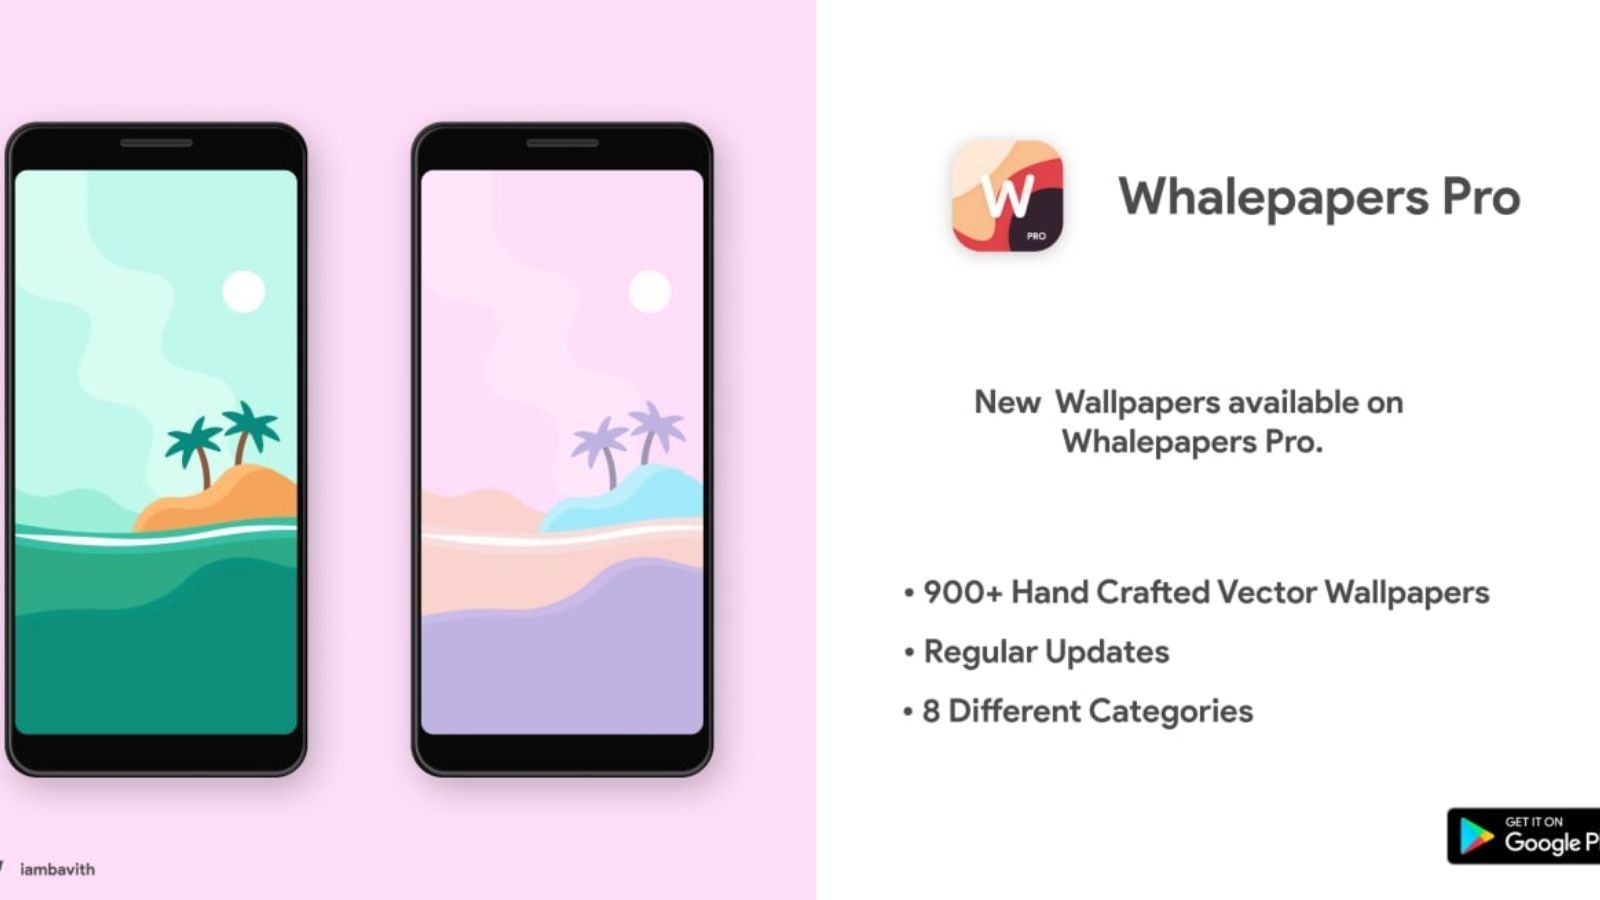 W
PRO
Whalepapers Pro
New Wallpapers available on
Whalepapers Pro.
• 900+ Hand Crafted Vector Wallpapers
• Regular Updates
• 8 Different Categories
GET IT ON
Google
iambavith